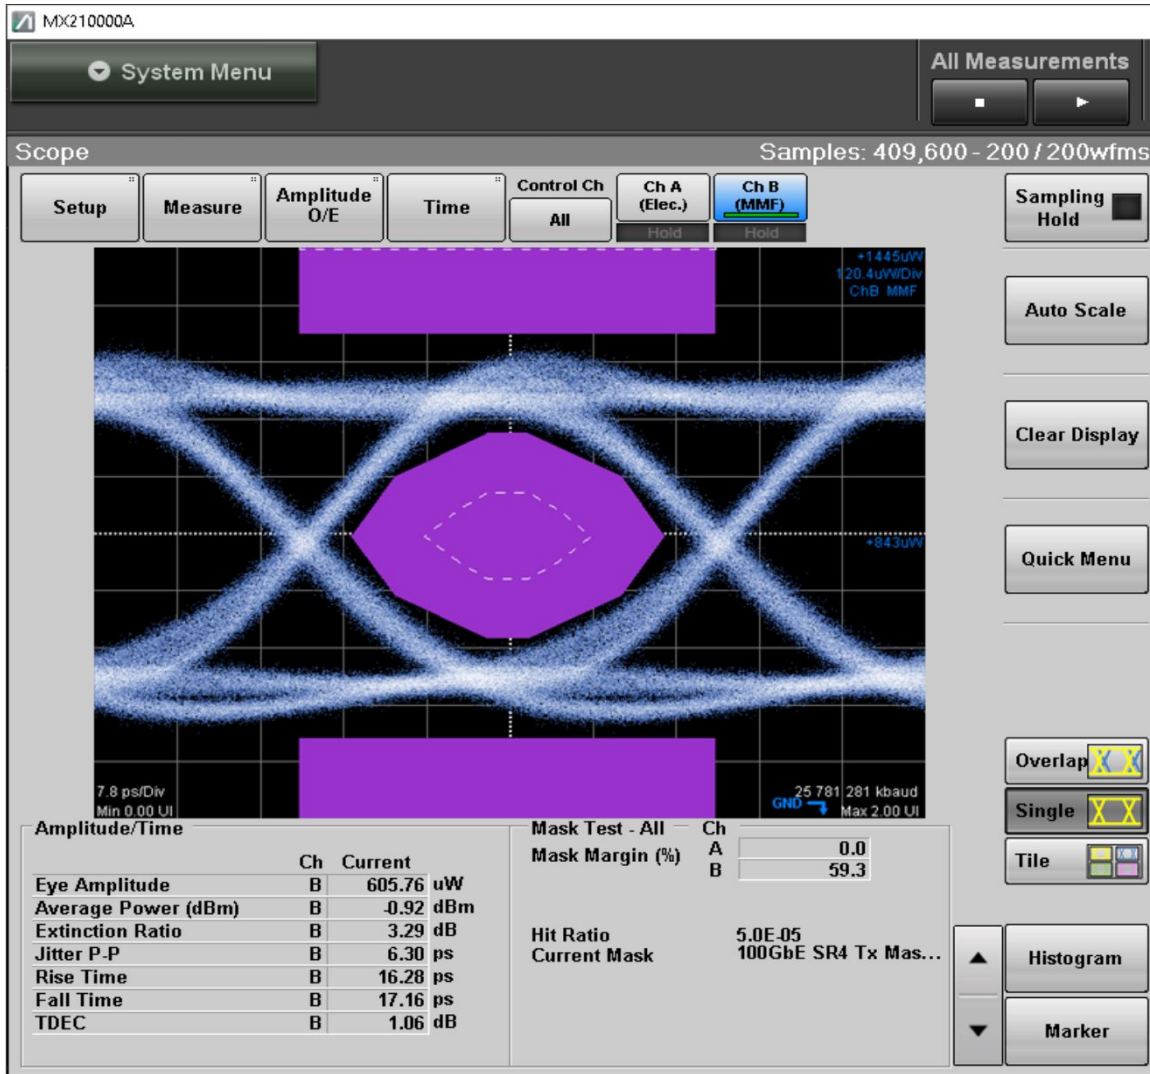 MX210000A
System Menu
All Measurements
Scope
Samples: 409,600 - 200 / 200wfms
Setup
Measure
Amplitude
O/E
Time
Control Ch
All
Ch A
(Elec.)
Hold
Ch B
(MMF)
Hold
Sampling
Hold
+1445uW
120.4uW/Div
ChB MMF
Auto Scale
Clear Display
+843uW
Quick Menu
7.8 ps/Div
Min 0.00 UI
25 781 281 kbaud
GND
Max 2.00 UI
Overlap
Single
Tile
Amplitude/Time
Ch Current
Eye Amplitude B 605.76 uW
Average Power (dBm) B -0.92 dBm
Extinction Ratio B 3.29 dB
Jitter P-P B 6.30 ps
Rise Time B 16.28 ps
Fall Time B 17.16 ps
TDEC B 1.06 dB
Mask Test - All Ch
Mask Margin (%) A 0.0
B 59.3
Hit Ratio 5.0E-05
Current Mask 100GbE SR4 Tx Mas...
Histogram
Marker